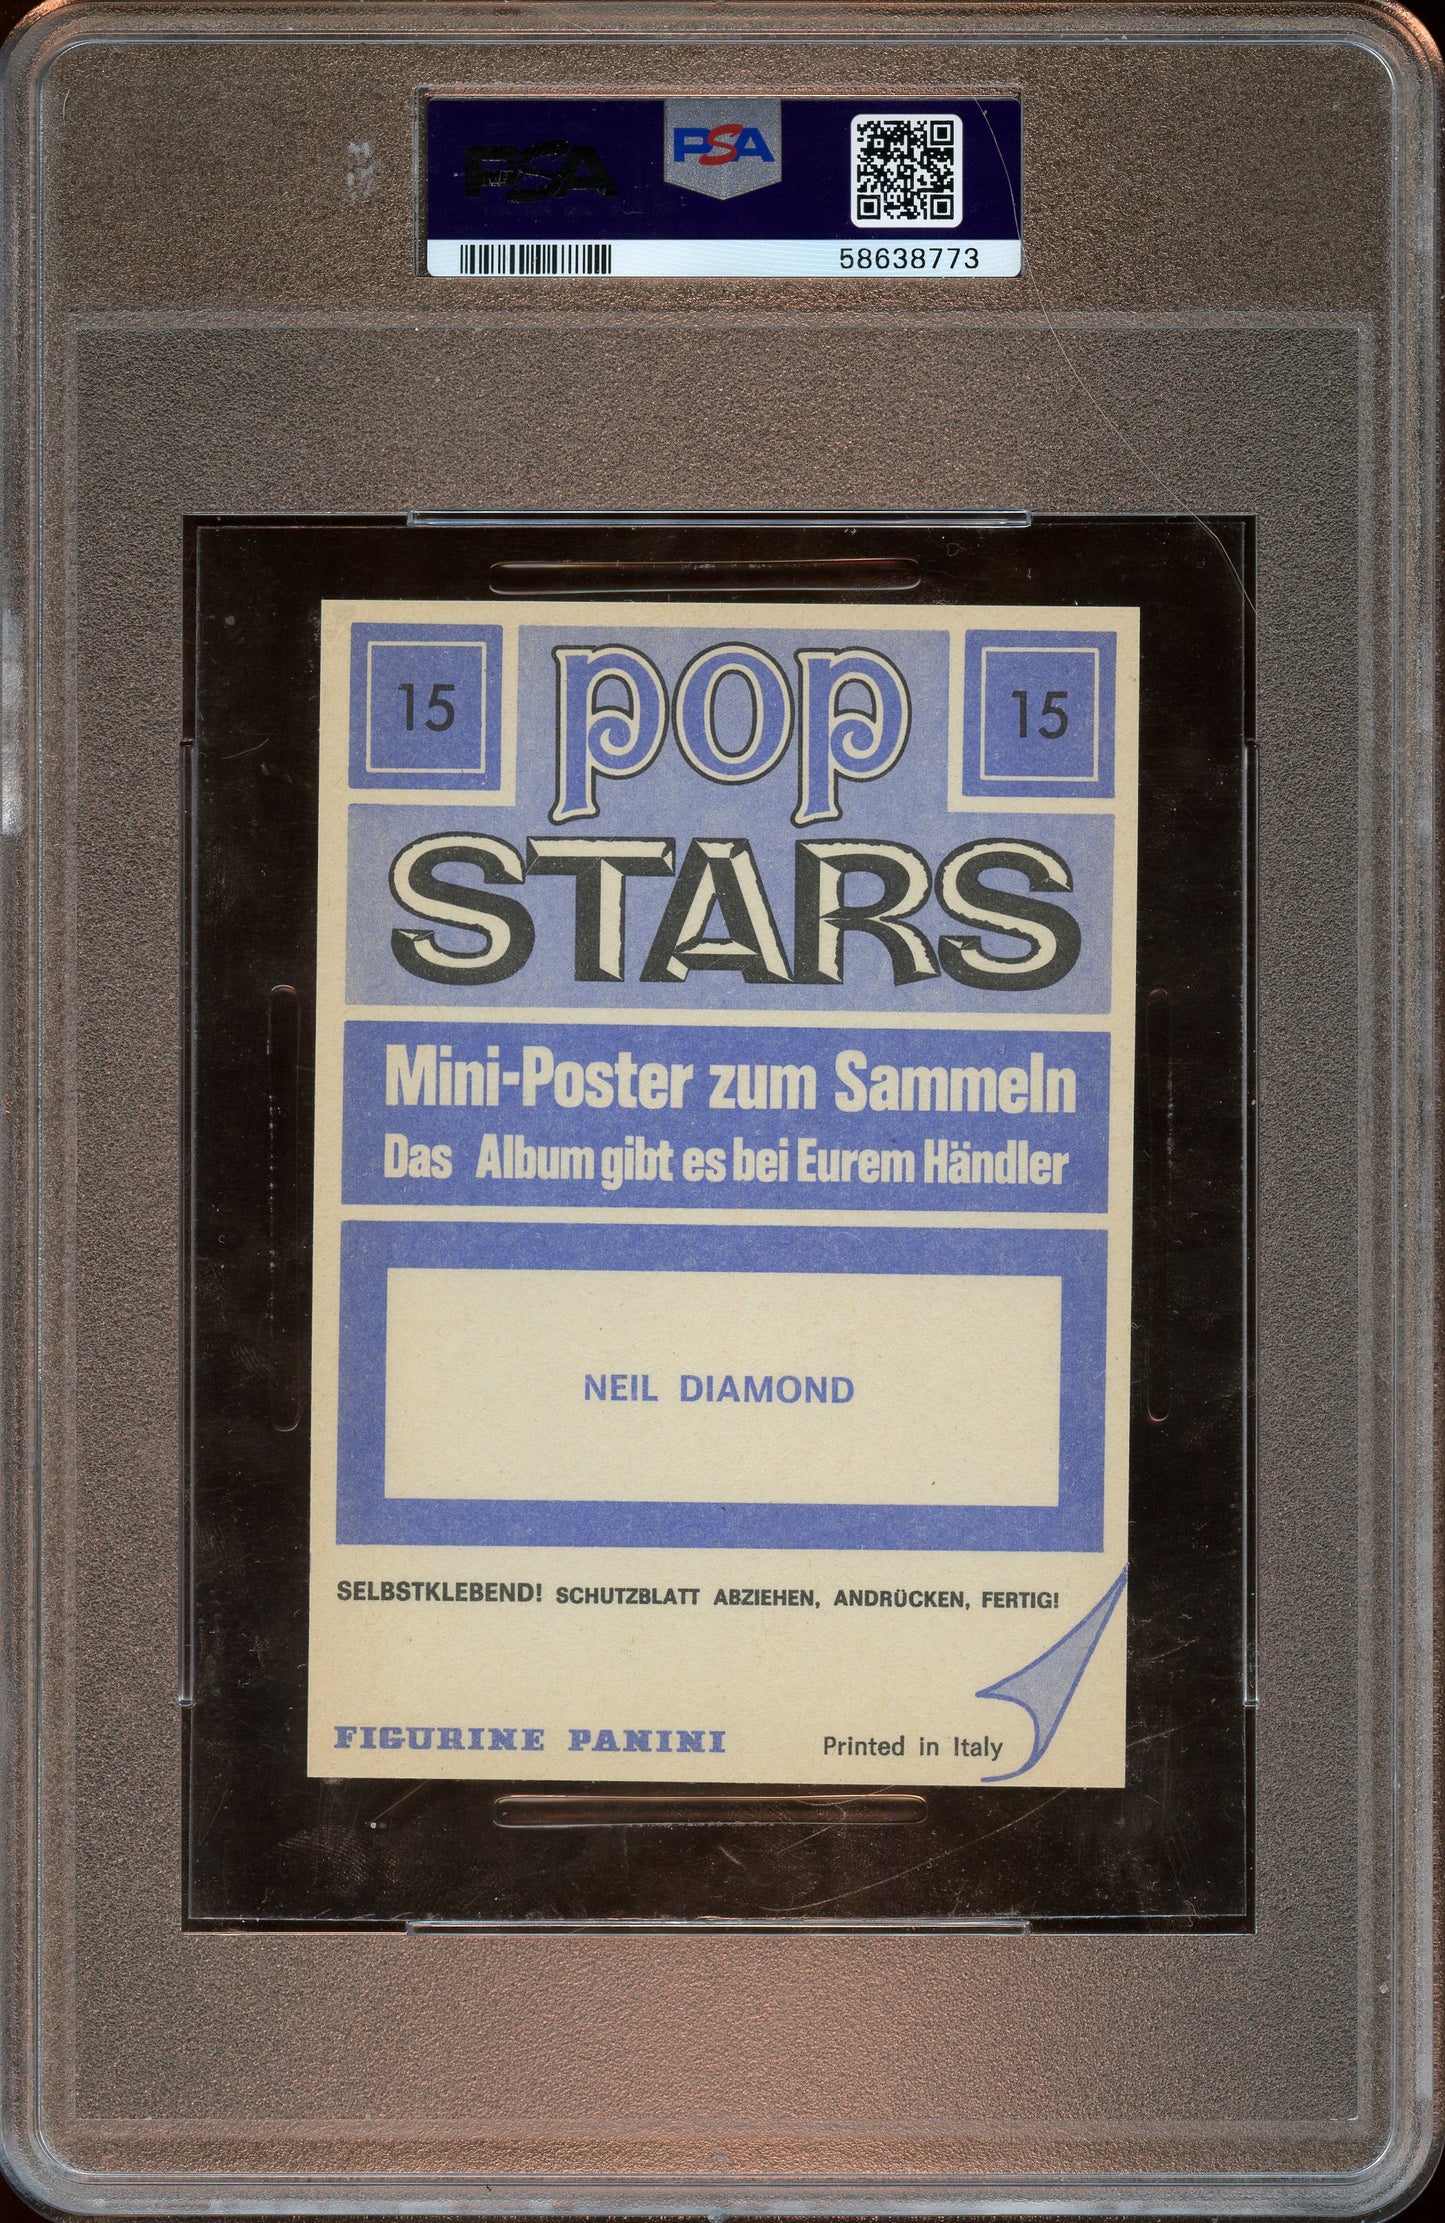 PSA
PSA
58638773
15
pop
15
STARS
Mini-Poster zum Sammeln
Das Album gibt es bei Eurem Händler
NEIL DIAMOND
SELBSTKLEBEND! SCHUTZBLATT ABZIEHEN, ANDRÜCKEN, FERTIG!
FIGURINE PANINI
Printed in Italy